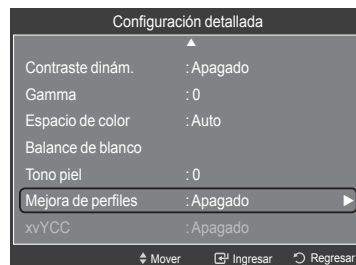 Configuración detallada
▲
Contraste dinám. : Apagado
Gamma : 0
Espacio de color : Auto
Balance de blanco
Tono piel : 0
Mejora de perfiles : Apagado ►
xvYCC : Apagado
Mover Ingresar Regresar